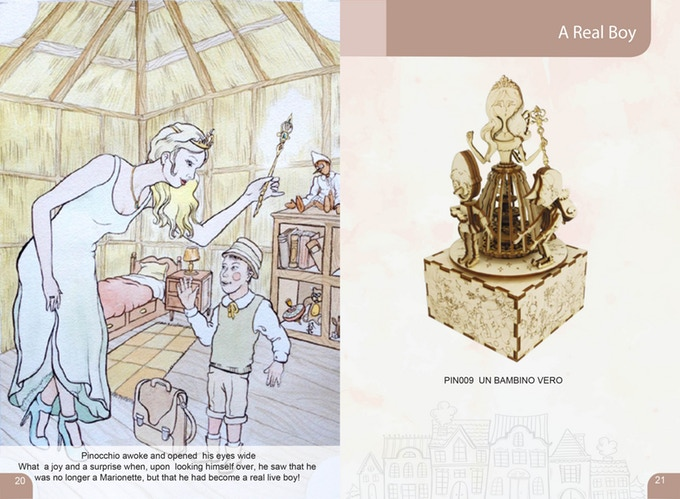 Pinocchio awoke and opened his eyes wide
What a joy and a surprise when, upon looking himself over, he saw that he
was no longer a Marionette, but that he had become a real live boy!
20
A Real Boy
PIN009 UN BAMBINO VERO
21